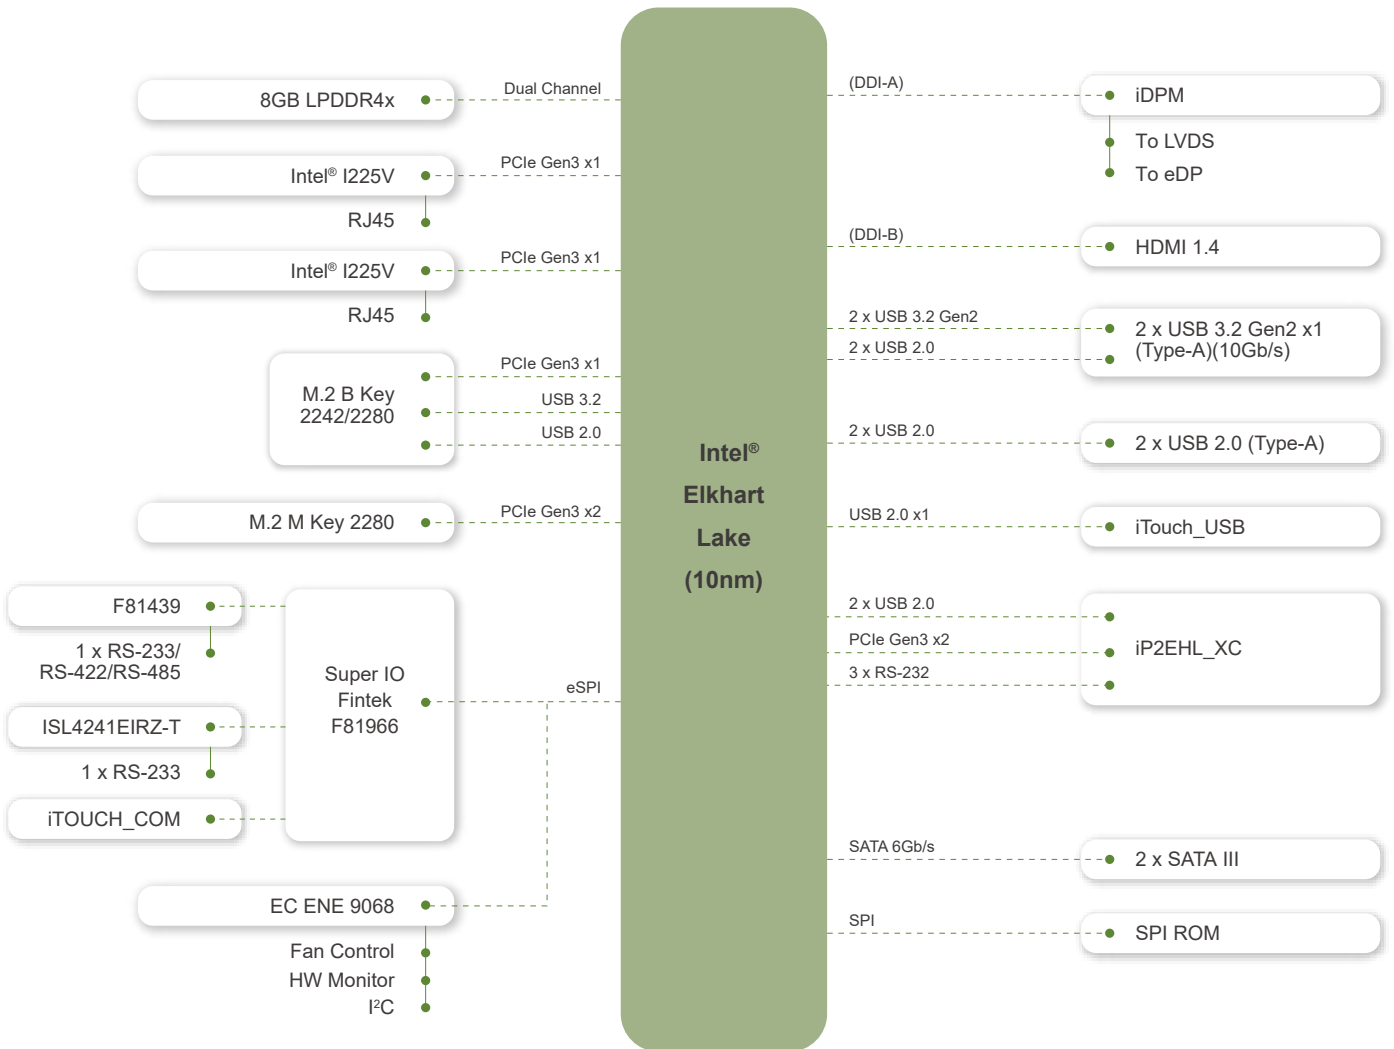 8GB LPDDR4x
Dual Channel
Intel® I225V
PCIe Gen3 x1
RJ45
Intel® I225V
PCIe Gen3 x1
RJ45
M.2 B Key
2242/2280
PCIe Gen3 x1
USB 3.2
USB 2.0
M.2 M Key 2280
PCIe Gen3 x2
F81439
1 x RS-233/
RS-422/RS-485
ISL4241EIRZ-T
1 x RS-233
iTOUCH_COM
Super IO
Fintek
F81966
eSPI
EC ENE 9068
Fan Control
HW Monitor
I²C
Intel®
Elkhart
Lake
(10nm)
(DDI-A)
iDPM
To LVDS
To eDP
(DDI-B)
HDMI 1.4
2 x USB 3.2 Gen2
2 x USB 2.0
2 x USB 3.2 Gen2 x1
(Type-A)(10Gb/s)
2 x USB 2.0
2 x USB 2.0 (Type-A)
USB 2.0 x1
iTouch_USB
2 x USB 2.0
PCIe Gen3 x2
3 x RS-232
iP2EHL_XC
SATA 6Gb/s
2 x SATA III
SPI
SPI ROM